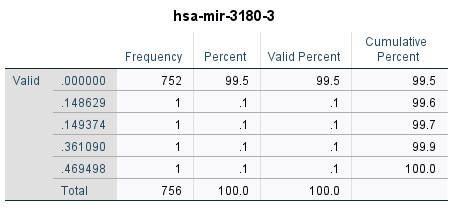 hsa-mir-3180-3
Frequency Percent Valid Percent Cumulative Percent
Valid .000000 752 99.5 99.5 99.5
.148629 1 .1 .1 99.6
.149374 1 .1 .1 99.7
.361090 1 .1 .1 99.9
.469498 1 .1 .1 100.0
Total 756 100.0 100.0